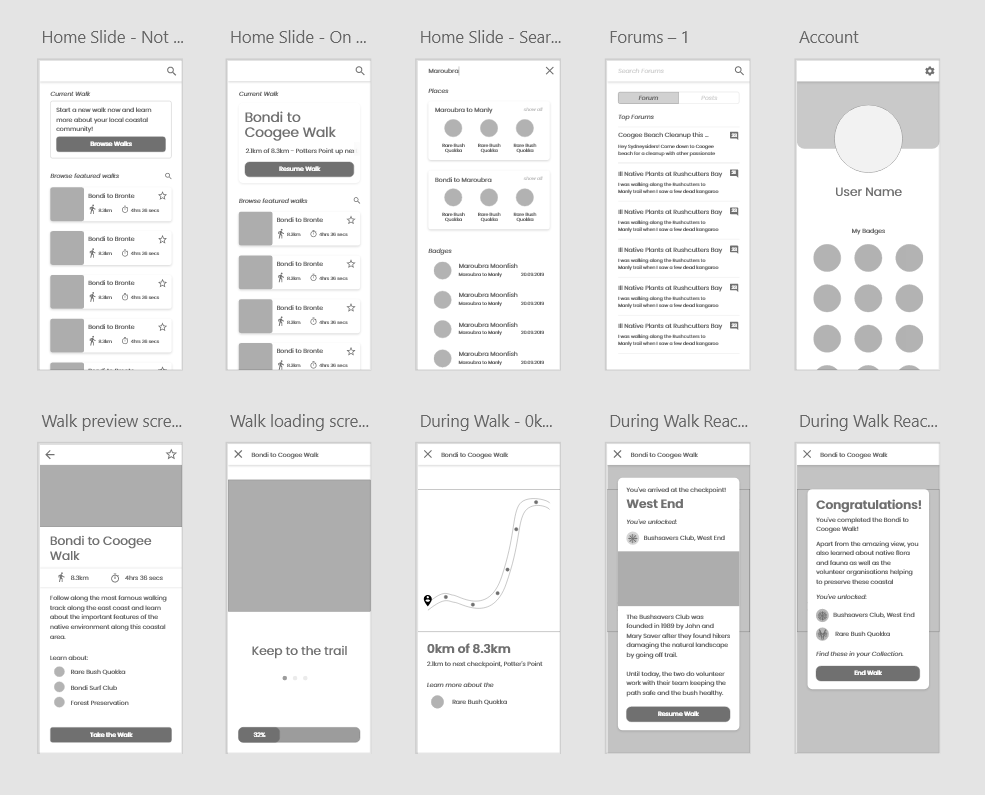 Home Slide - Not ...
Current Walk
Start a new walk now and learn
more about your local coastal
community!
Browse Walks
Browse featured walks
Bondi to Bronte
8.3km 4hrs 36 secs
Bondi to Bronte
8.3km 4hrs 36 secs
Bondi to Bronte
8.3km 4hrs 36 secs
Bondi to Bronte
8.3km 4hrs 36 secs
Home Slide - On ...
Current Walk
Bondi to
Coogee Walk
2.1km of 8.3km - Potters Point up nex
Resume Walk
Browse featured walks
Bondi to Bronte
8.3km 4hrs 36 secs
Bondi to Bronte
8.3km 4hrs 36 secs
Bondi to Bronte
8.3km 4hrs 36 secs
Bondi to Bronte
8.3km 4hrs 36 secs
Home Slide - Sear...
Maroubra
Places
Maroubra to Manly show all
Rare Bush Rare Bush Rare Bush
Quokka Quokka Quokka
Bondi to Maroubra show all
Rare Bush Rare Bush Rare Bush
Quokka Quokka Quokka
Badges
Maroubra Moonfish
Maroubra to Manly 30/03/2019
Maroubra Moonfish
Maroubra to Manly 30/03/2019
Maroubra Moonfish
Maroubra to Manly 30/03/2019
Maroubra Moonfish
Maroubra to Manly 30/03/2019
Forums – 1
Search Forums
Forum Posts
Top Forums
Coogee Beach Cleanup this ...
Hey Sydneysiders! Come down to Coogee
beach for a cleanup with other passionate
Ill Native Plants at Rushcutters Bay
I was walking along the Rushcutters to
Manly trail when I saw a few dead kangaroo
Ill Native Plants at Rushcutters Bay
I was walking along the Rushcutters to
Manly trail when I saw a few dead kangaroo
Ill Native Plants at Rushcutters Bay
I was walking along the Rushcutters to
Manly trail when I saw a few dead kangaroo
Ill Native Plants at Rushcutters Bay
I was walking along the Rushcutters to
Manly trail when I saw a few dead kangaroo
Ill Native Plants at Rushcutters Bay
I was walking along the Rushcutters to
Manly trail when I saw a few dead kangaroo
Account
User Name
My Badges
Walk preview scre...
Bondi to Coogee
Walk
8.3km 4hrs 36 secs
Follow along the most famous walking
track along the east coast and learn
about the important features of the
native environment along this coastal
area.
Learn about:
Rare Bush Quokka
Bondi Surf Club
Forest Preservation
Take the Walk
Walk loading scre...
Bondi to Coogee Walk
Keep to the trail
32%
During Walk - 0k...
Bondi to Coogee Walk
0km of 8.3km
2.1km to next checkpoint, Potter's Point
Learn more about the
Rare Bush Quokka
During Walk Reac...
Bondi to Coogee Walk
You've arrived at the checkpoint!
West End
You've unlocked:
Bushsavers Club, West End
The Bushsavers Club was
founded in 1989 by John and
Mary Saver after they found hikers
damaging the natural landscape
by going off trail.
Until today, the two do volunteer
work with their team keeping the
path safe and the bush healthy.
Resume Walk
During Walk Reac...
Bondi to Coogee Walk
Congratulations!
You've completed the Bondi to
Coogee Walk!
Apart from the amazing view, you
also learned about native flora
and fauna as well as the
volunteer organisations helping
to preserve these coastal
You've unlocked:
Bushsavers Club, West End
Rare Bush Quokka
Find these in your Collection.
End Walk